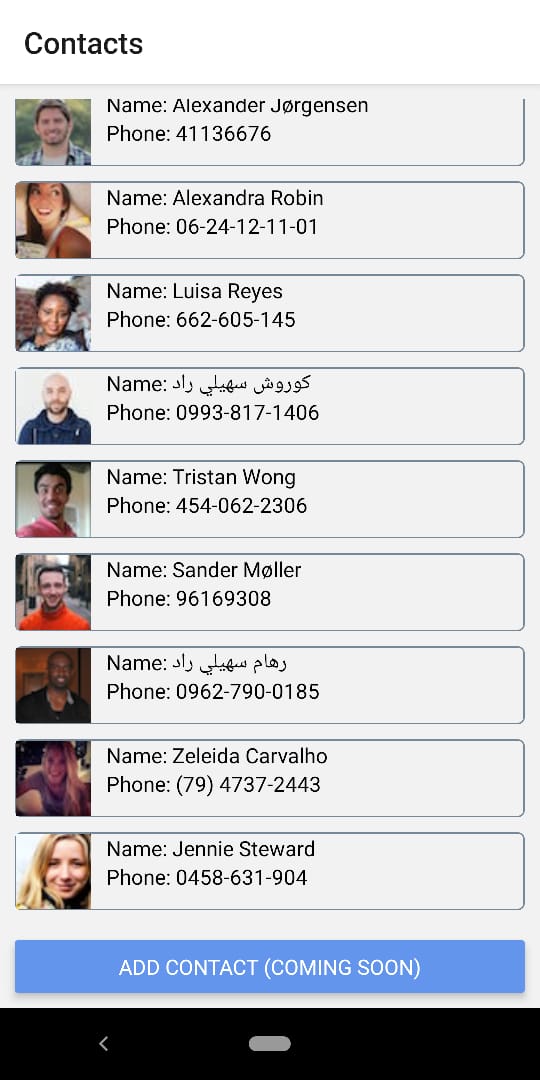 Contacts
Name: Alexander Jørgensen
Phone: 41136676
Name: Alexandra Robin
Phone: 06-24-12-11-01
Name: Luisa Reyes
Phone: 662-605-145
Name: کوروش سهيلي راد
Phone: 0993-817-1406
Name: Tristan Wong
Phone: 454-062-2306
Name: Sander Møller
Phone: 96169308
Name: رهام سهيلي راد
Phone: 0962-790-0185
Name: Zeleida Carvalho
Phone: (79) 4737-2443
Name: Jennie Steward
Phone: 0458-631-904
ADD CONTACT (COMING SOON)